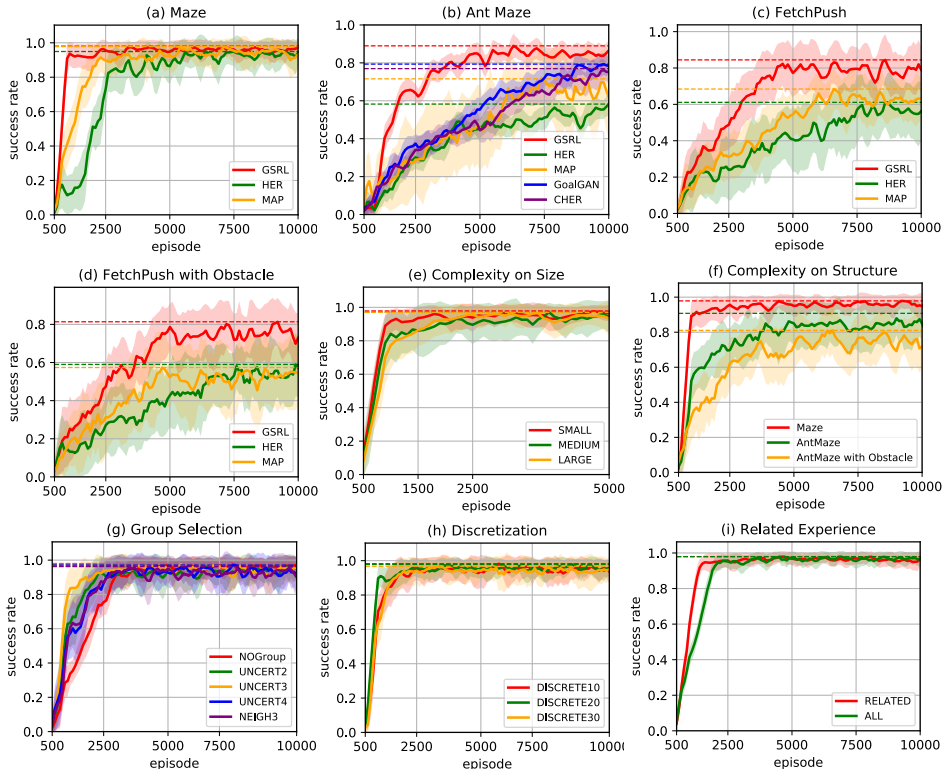 (a) Maze
success rate
1.0
0.8
0.6
0.4
0.2
0.0
500 2500 5000 7500 10000
episode
GSRL
HER
MAP
(b) Ant Maze
success rate
1.0
0.8
0.6
0.4
0.2
0.0
500 2500 5000 7500 10000
episode
GSRL
HER
MAP
GoalGAN
CHER
(c) FetchPush
success rate
1.0
0.8
0.6
0.4
0.2
0.0
500 2500 5000 7500 10000
episode
GSRL
HER
MAP
(d) FetchPush with Obstacle
success rate
0.8
0.6
0.4
0.2
0.0
500 2500 5000 7500 10000
episode
GSRL
HER
MAP
(e) Complexity on Size
success rate
1.0
0.8
0.6
0.4
0.2
0.0
500 1500 2500 5000
episode
SMALL
MEDIUM
LARGE
(f) Complexity on Structure
success rate
1.0
0.8
0.6
0.4
0.2
0.0
500 2500 5000 7500 10000
episode
Maze
AntMaze
AntMaze with Obstacle
(g) Group Selection
success rate
1.0
0.8
0.6
0.4
0.2
0.0
500 2500 5000 7500 10000
episode
NOGroup
UNCERT2
UNCERT3
UNCERT4
NEIGH3
(h) Discretization
success rate
1.0
0.8
0.6
0.4
0.2
0.0
500 2500 5000 7500 10000
episode
DISCRETE10
DISCRETE20
DISCRETE30
(i) Related Experience
success rate
1.0
0.8
0.6
0.4
0.2
0.0
500 2500 5000 7500 10000
episode
RELATED
ALL